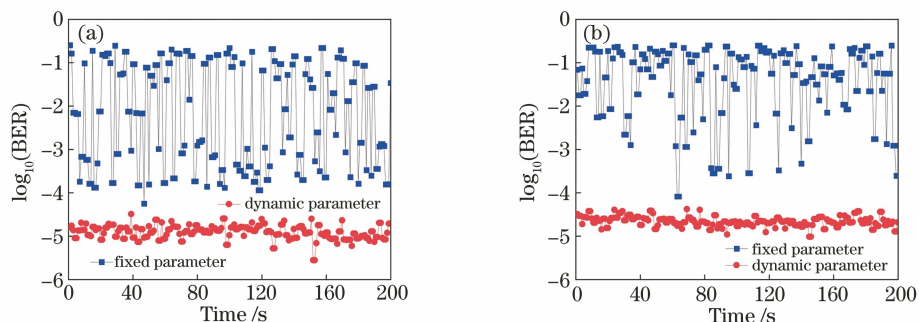 (a)
0
−1
−2
−3
−4
−5
−6
log10(BER)
dynamic parameter
fixed parameter
0 40 80 120 160 200
Time /s
(b)
0
−1
−2
−3
−4
−5
−6
log10(BER)
fixed parameter
dynamic parameter
0 40 80 120 160 200
Time /s